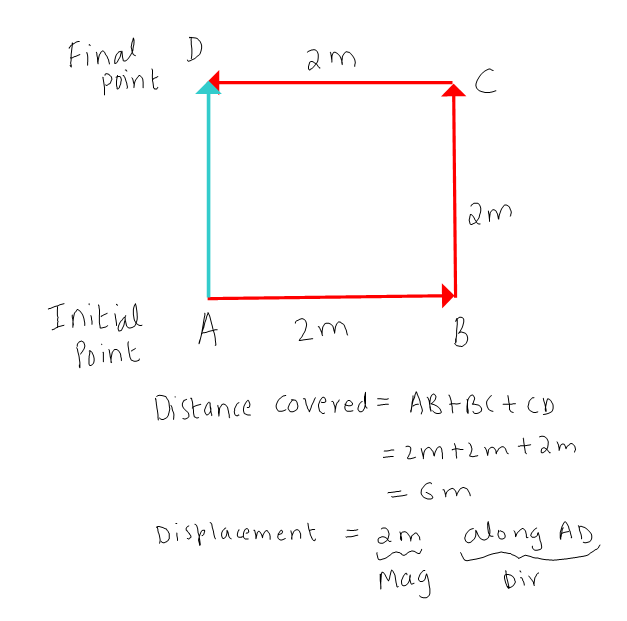 Final point D
2m
C
2m
Initial Point
A
2m
B
Distance covered = AB+BC+CD
= 2m+2m+2m
= 6m
Displacement = 2m along AD
Mag Dir